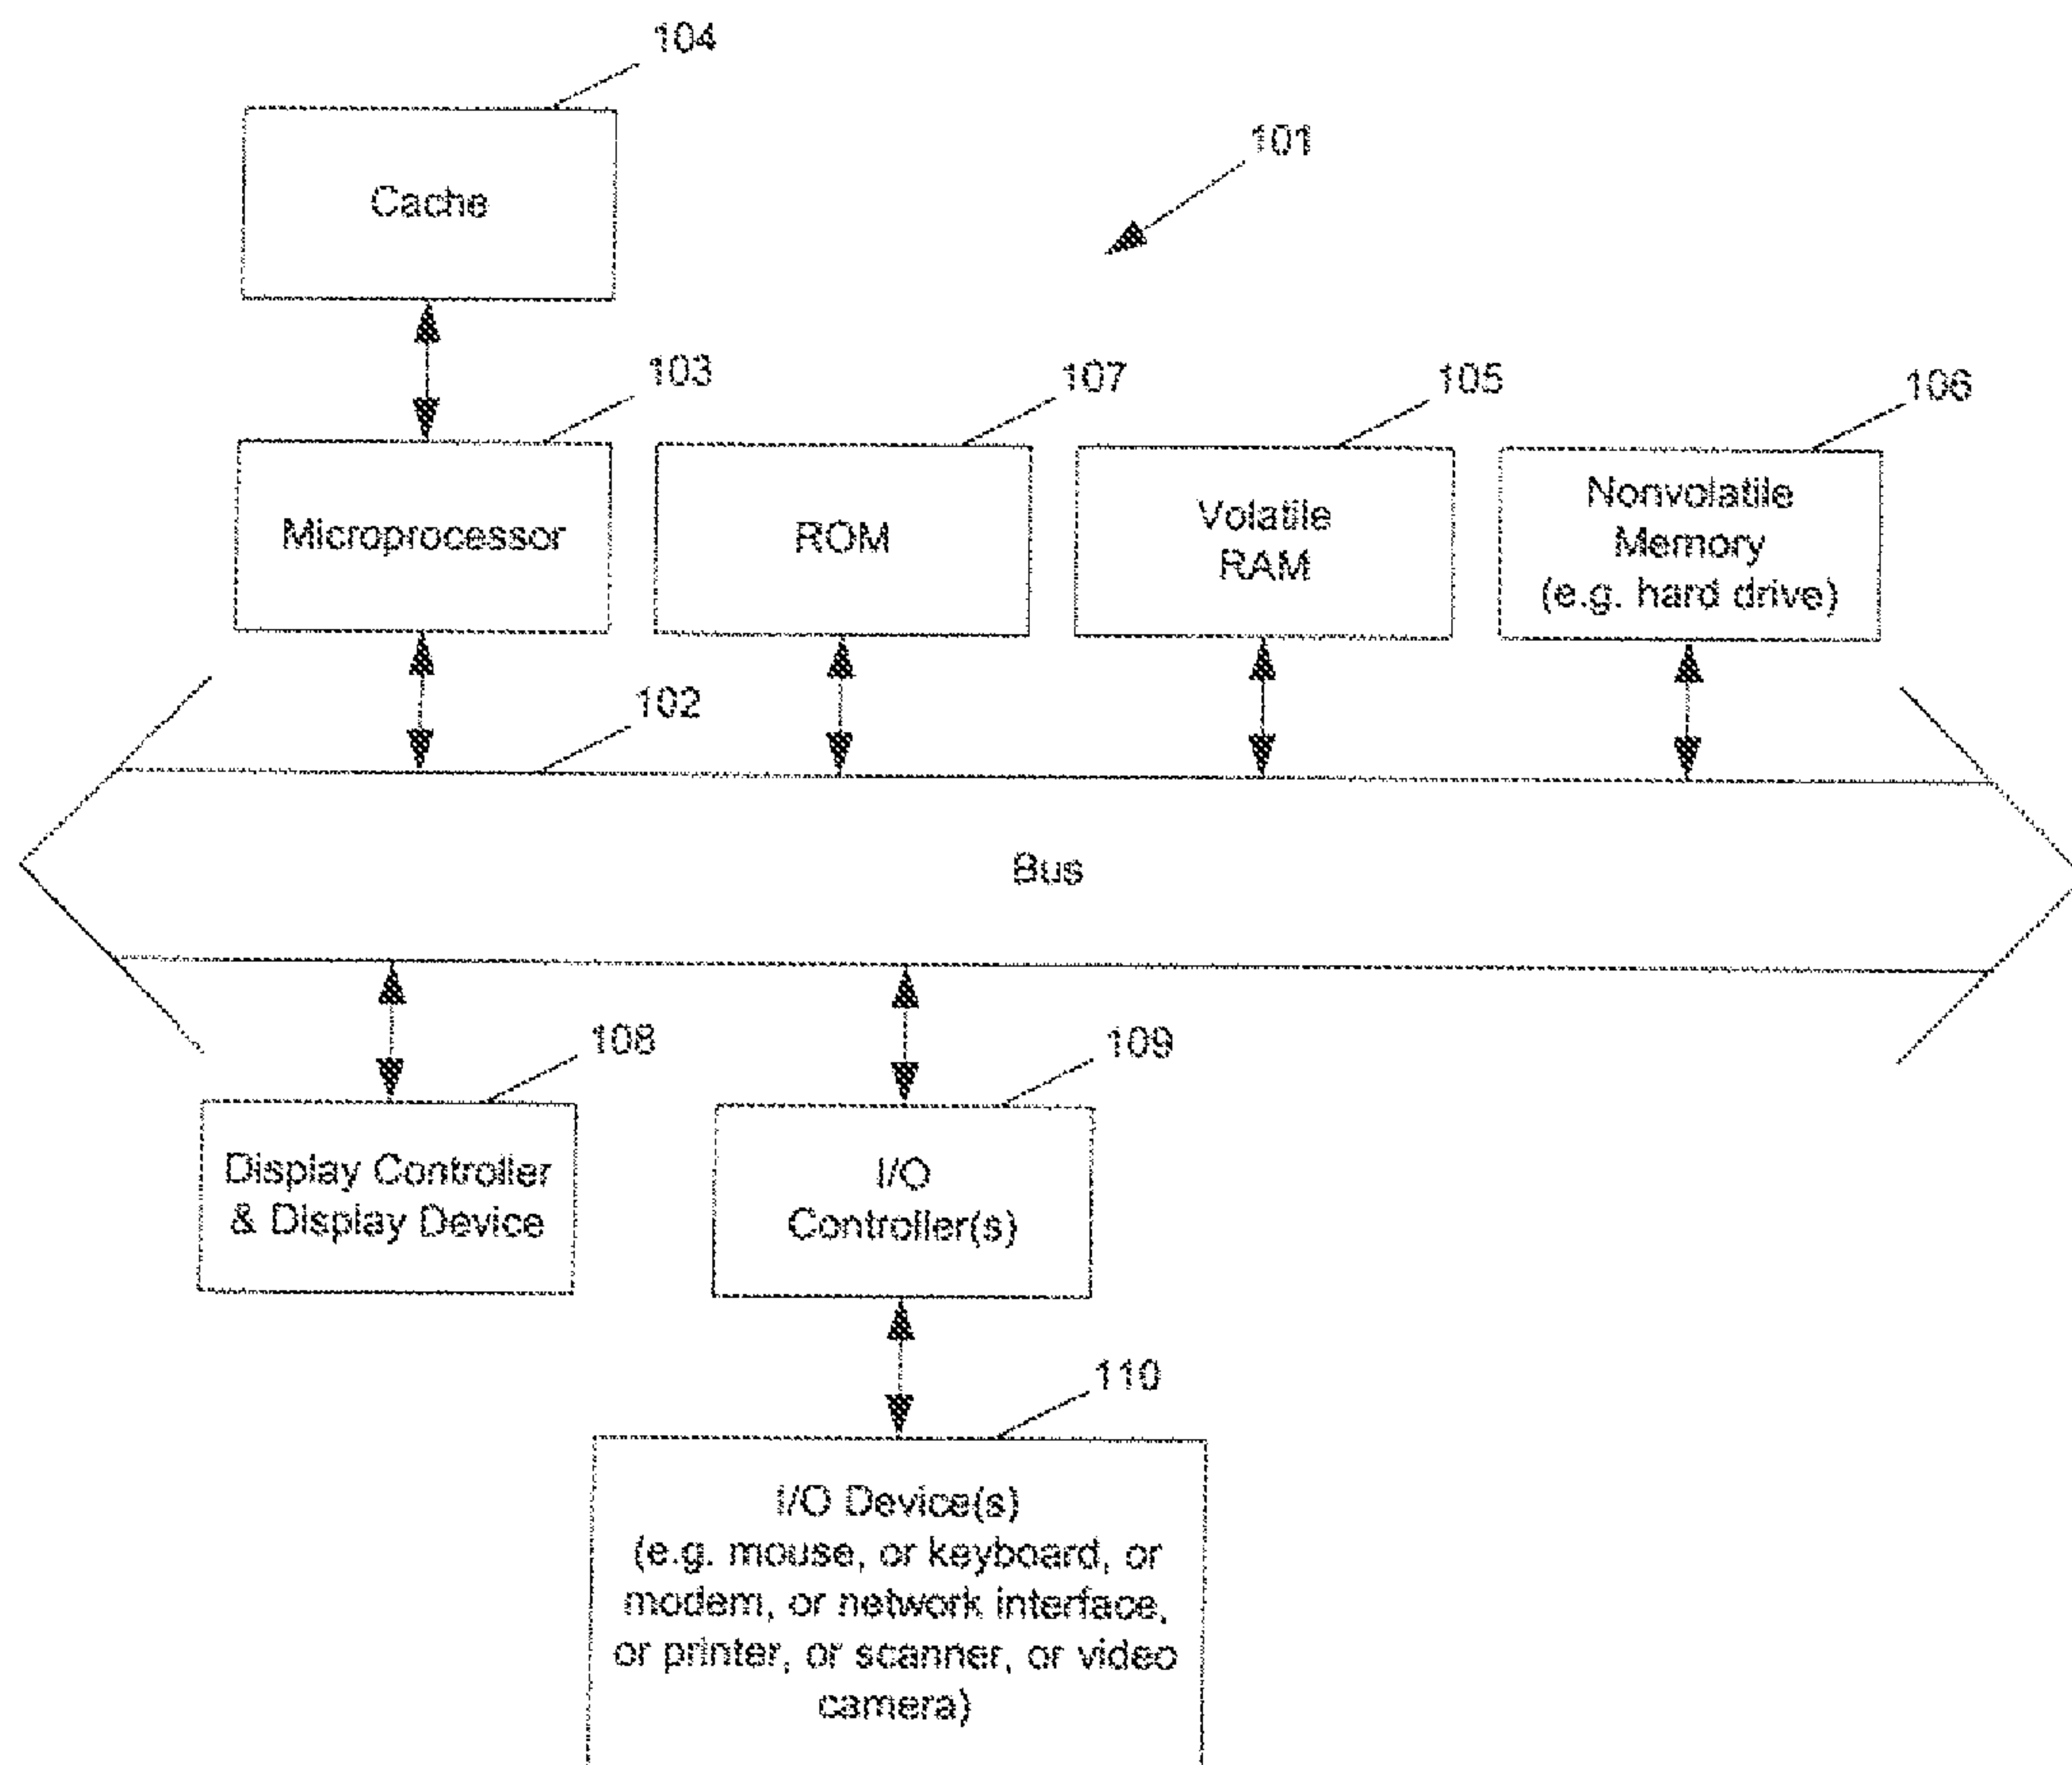 104
Cache
101
103
107
105
106
Microprocessor
ROM
Volatile
RAM
Nonvolatile
Memory
(e.g. hard drive)
102
Bus
108
109
Display Controller
& Display Device
I/O
Controller(s)
110
I/O Device(s)
(e.g. mouse, or keyboard, or
modem, or network interface,
or printer, or scanner, or video
camera)